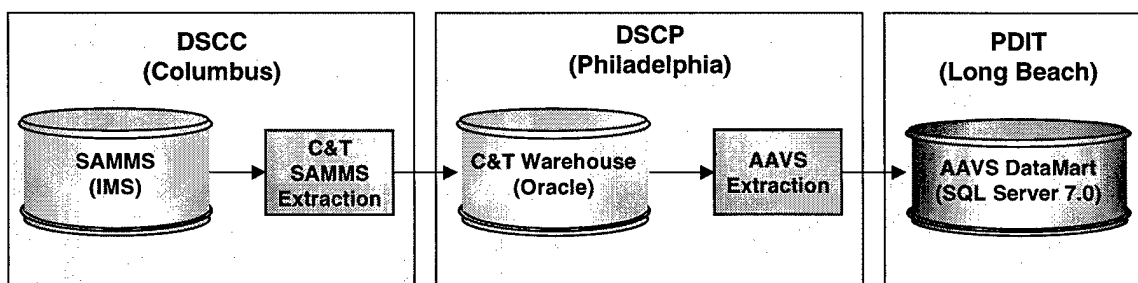 DSCC
(Columbus)
SAMMS
(IMS)
C&T
SAMMS
Extraction
DSCP
(Philadelphia)
C&T Warehouse
(Oracle)
AAVS
Extraction
PDIT
(Long Beach)
AAVS DataMart
(SQL Server 7.0)